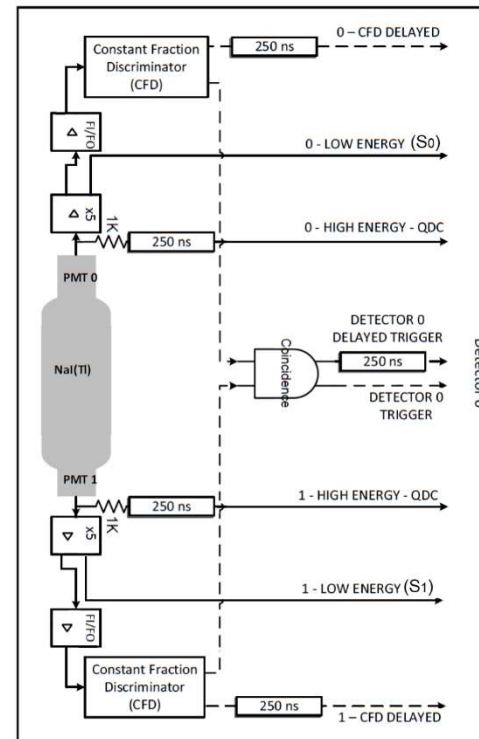 0 – CFD DELAYED
250 ns
Constant Fraction
Discriminator
(CFD)
FI/FO
0 - LOW ENERGY (S0)
x5
1K
0 - HIGH ENERGY - QDC
250 ns
PMT 0
NaI(Tl)
DETECTOR 0
DELAYED TRIGGER
250 ns
Coincidence
DETECTOR 0
TRIGGER
PMT 1
1 - HIGH ENERGY - QDC
250 ns
1K
x5
1 - LOW ENERGY (S1)
FI/FO
Constant Fraction
Discriminator
(CFD)
250 ns
1 – CFD DELAYED